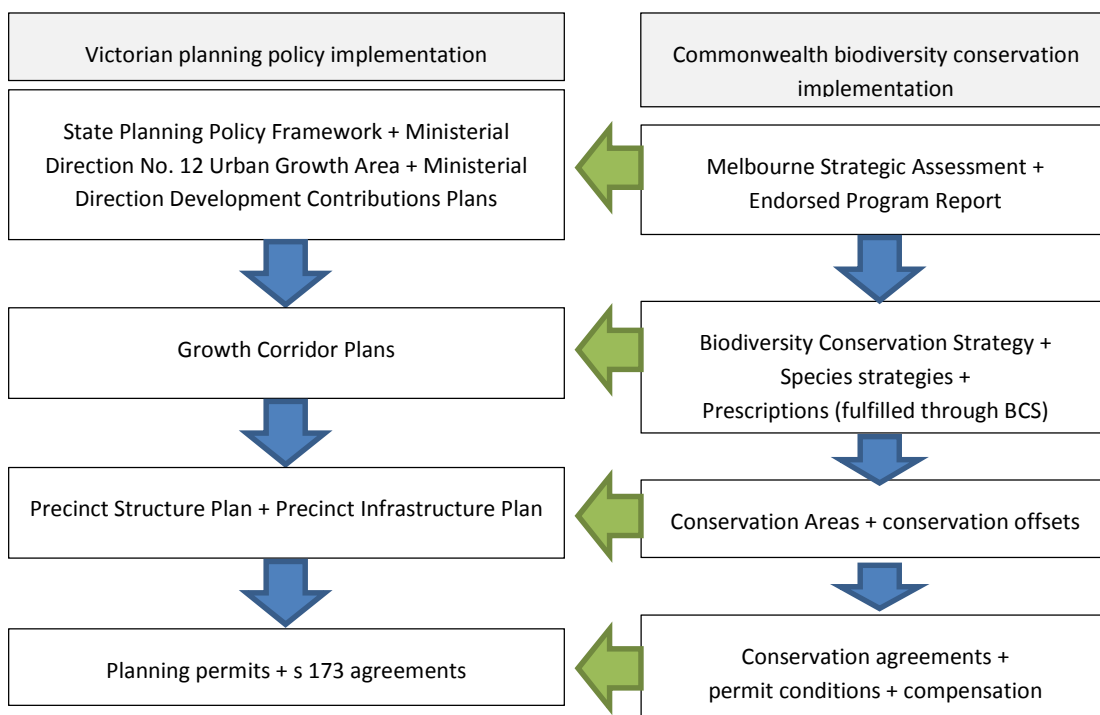 Victorian planning policy implementation
Commonwealth biodiversity conservation
implementation
State Planning Policy Framework + Ministerial
Direction No. 12 Urban Growth Area + Ministerial
Direction Development Contributions Plans
Melbourne Strategic Assessment +
Endorsed Program Report
Growth Corridor Plans
Biodiversity Conservation Strategy +
Species strategies +
Prescriptions (fulfilled through BCS)
Precinct Structure Plan + Precinct Infrastructure Plan
Conservation Areas + conservation offsets
Planning permits + s 173 agreements
Conservation agreements +
permit conditions + compensation